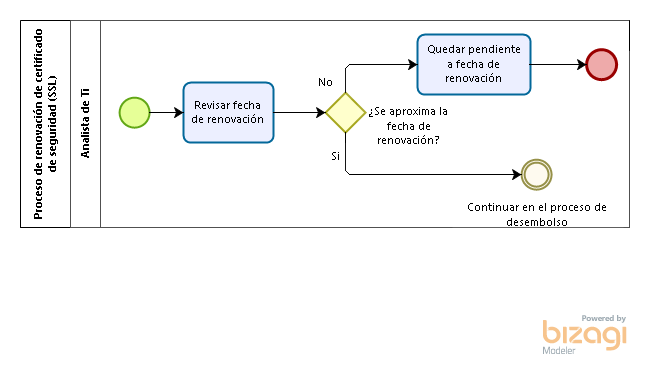 Proceso de renovación de certificado
de seguridad (SSL)
Analista de Ti
Revisar fecha
de renovación
No
¿Se aproxima la
fecha de
renovación?
Si
Quedar pendiente
a fecha de
renovación
Continuar en el proceso de
desembolso
Powered by
bizagi
Modeler